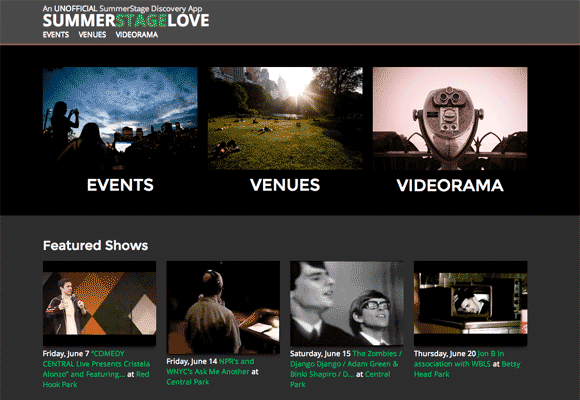 An UNOFFICIAL SummerStage Discovery App
SUMMERSTAGELOVE
EVENTS VENUES VIDEORAMA
EVENTS
VENUES
VIDEORAMA
Featured Shows
Friday, June 7 "COMEDY
CENTRAL Live Presents Cristela
Alonzo" and Featuring... at Red
Hook Park
Friday, June 14 NPR's and
WNYC's Ask Me Another at
Central Park
Saturday, June 15 The Zombies /
Django Django / Adam Green &
Binki Shapiro / D... at Central
Park
Thursday, June 20 Jon B In
association with WBLS at Betsy
Head Park